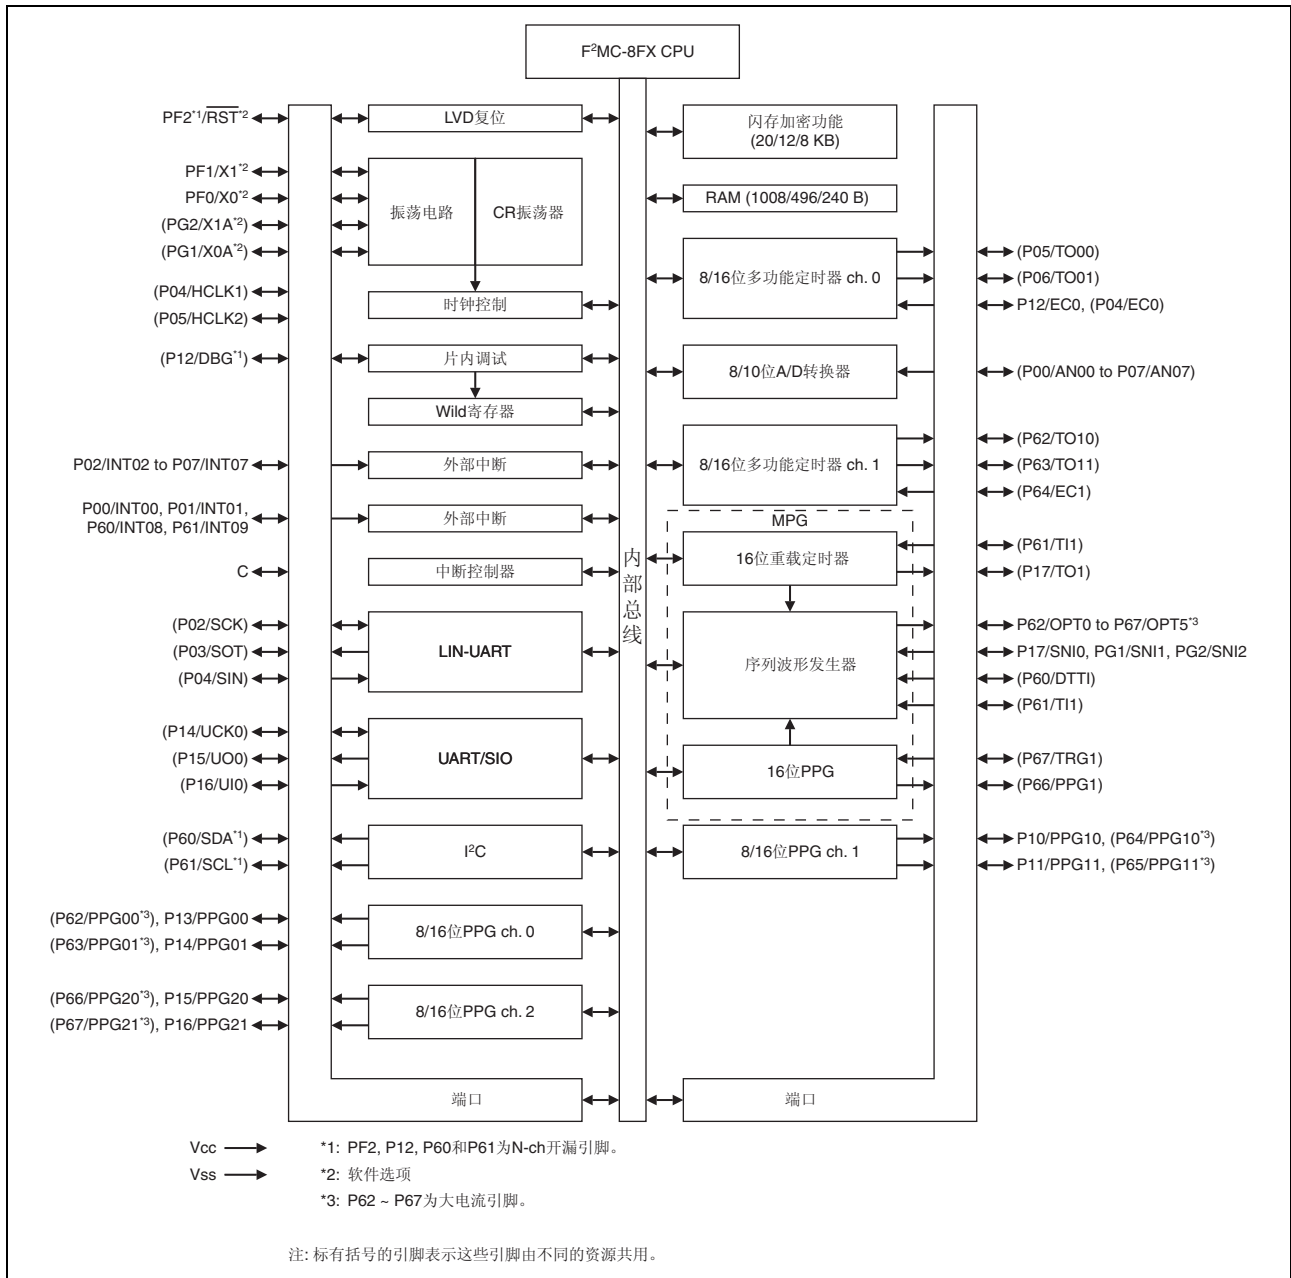 F²MC-8FX CPU
PF2*1/RST*2
PF1/X1*2
PF0/X0*2
(PG2/X1A*2)
(PG1/X0A*2)
(P04/HCLK1)
(P05/HCLK2)
(P12/DBG*1)
P02/INT02 to P07/INT07
P00/INT00, P01/INT01,
P60/INT08, P61/INT09
C
(P02/SCK)
(P03/SOT)
(P04/SIN)
(P14/UCK0)
(P15/UO0)
(P16/UI0)
(P60/SDA*1)
(P61/SCL*1)
(P62/PPG00*3), P13/PPG00
(P63/PPG01*3), P14/PPG01
(P66/PPG20*3), P15/PPG20
(P67/PPG21*3), P16/PPG21
LVD复位
振荡电路
CR振荡器
时钟控制
片内调试
Wild寄存器
外部中断
外部中断
中断控制器
LIN-UART
UART/SIO
I²C
8/16位PPG ch. 0
8/16位PPG ch. 2
端口
内部总线
闪存加密功能
(20/12/8 KB)
RAM (1008/496/240 B)
8/16位多功能定时器 ch. 0
8/10位A/D转换器
8/16位多功能定时器 ch. 1
MPG
16位重载定时器
序列波形发生器
16位PPG
8/16位PPG ch. 1
端口
(P05/TO00)
(P06/TO01)
P12/EC0, (P04/EC0)
(P00/AN00 to P07/AN07)
(P62/TO10)
(P63/TO11)
(P64/EC1)
(P61/TI1)
(P17/TO1)
P62/OPT0 to P67/OPT5*3
P17/SNI0, PG1/SNI1, PG2/SNI2
(P60/DTTI)
(P61/TI1)
(P67/TRG1)
(P66/PPG1)
P10/PPG10, (P64/PPG10*3)
P11/PPG11, (P65/PPG11*3)
Vcc
Vss
*1: PF2, P12, P60和P61为N-ch开漏引脚。
*2: 软件选项
*3: P62 ~ P67为大电流引脚。
注: 标有括号的引脚表示这些引脚由不同的资源共用。